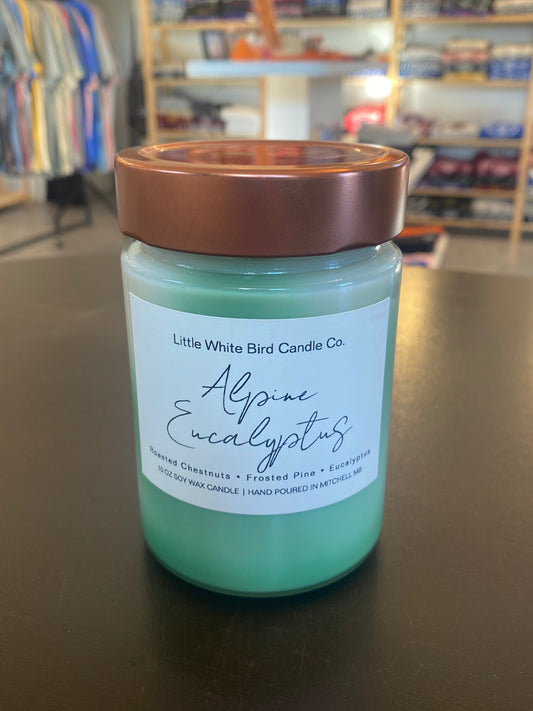 Little White Bird Candle Co.
Alpine
Eucalyptus
Roasted Chestnuts • Frosted Pine • Eucalyptus
10 OZ SOY WAX CANDLE | HAND POURED IN MITCHELL MB